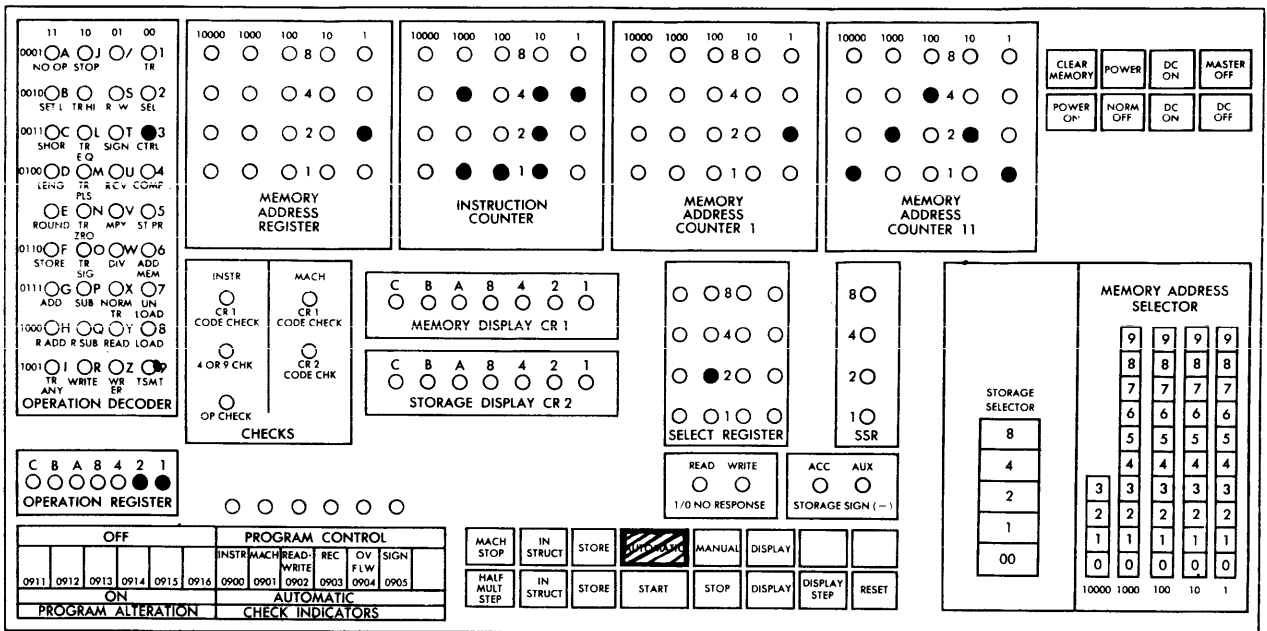 11 10 01 00
0001 A J / 1
NO OP STOP TR
0010 B S 2
SET L TR HI R W SEL
0011 C L T 3
SHOR TR EQ SIGN CTRL
0100 D M U 4
LENG TR PLS RCV COMP
E N V 5
ROUND TR ZRO MPY ST PR
0110 F O W 6
STORE TR SIG DIV ADD MEM
0111 G P X 7
ADD SUB NORM TR UN LOAD
1000 H Q Y 8
R ADD R SUB READ LOAD
1001 I R Z 9
TR ANY WRITE WR ER TSMT
OPERATION DECODER
10000 1000 100 10 1
8
4
2
1
MEMORY
ADDRESS
REGISTER
10000 1000 100 10 1
8
4
2
1
INSTRUCTION
COUNTER
10000 1000 100 10 1
8
4
2
1
MEMORY
ADDRESS
COUNTER 1
10000 1000 100 10 1
8
4
2
1
MEMORY
ADDRESS
COUNTER 11
CLEAR MEMORY
POWER
DC ON
MASTER OFF
POWER ON
NORM OFF
DC ON
DC OFF
INSTR MACH
CR 1 CODE CHECK
CR 1 CODE CHECK
4 OR 9 CHK
CR 2 CODE CHK
OP CHECK
CHECKS
C B A 8 4 2 1
MEMORY DISPLAY CR 1
C B A 8 4 2 1
STORAGE DISPLAY CR 2
8
4
2
1
SELECT REGISTER
8
4
2
1
SSR
READ WRITE
1/0 NO RESPONSE
ACC AUX
STORAGE SIGN (−)
STORAGE
SELECTOR
8
4
2
1
00
MEMORY ADDRESS
SELECTOR
9 9 9 9
8 8 8 8
7 7 7 7
6 6 6 6
5 5 5 5
4 4 4 4
3 3 3 3 3
2 2 2 2 2
1 1 1 1 1
0 0 0 0 0
10000 1000 100 10 1
C B A 8 4 2 1
OPERATION REGISTER
OFF
0911 0912 0913 0914 0915 0916
ON
PROGRAM ALTERATION
PROGRAM CONTROL
INSTR MACH READ-WRITE REC OV FLW SIGN
0900 0901 0902 0903 0904 0905
AUTOMATIC
CHECK INDICATORS
MACH STOP
IN STRUCT
STORE
AUTOMATIC
MANUAL
DISPLAY
HALF MULT STEP
IN STRUCT
STORE
START
STOP
DISPLAY
DISPLAY STEP
RESET